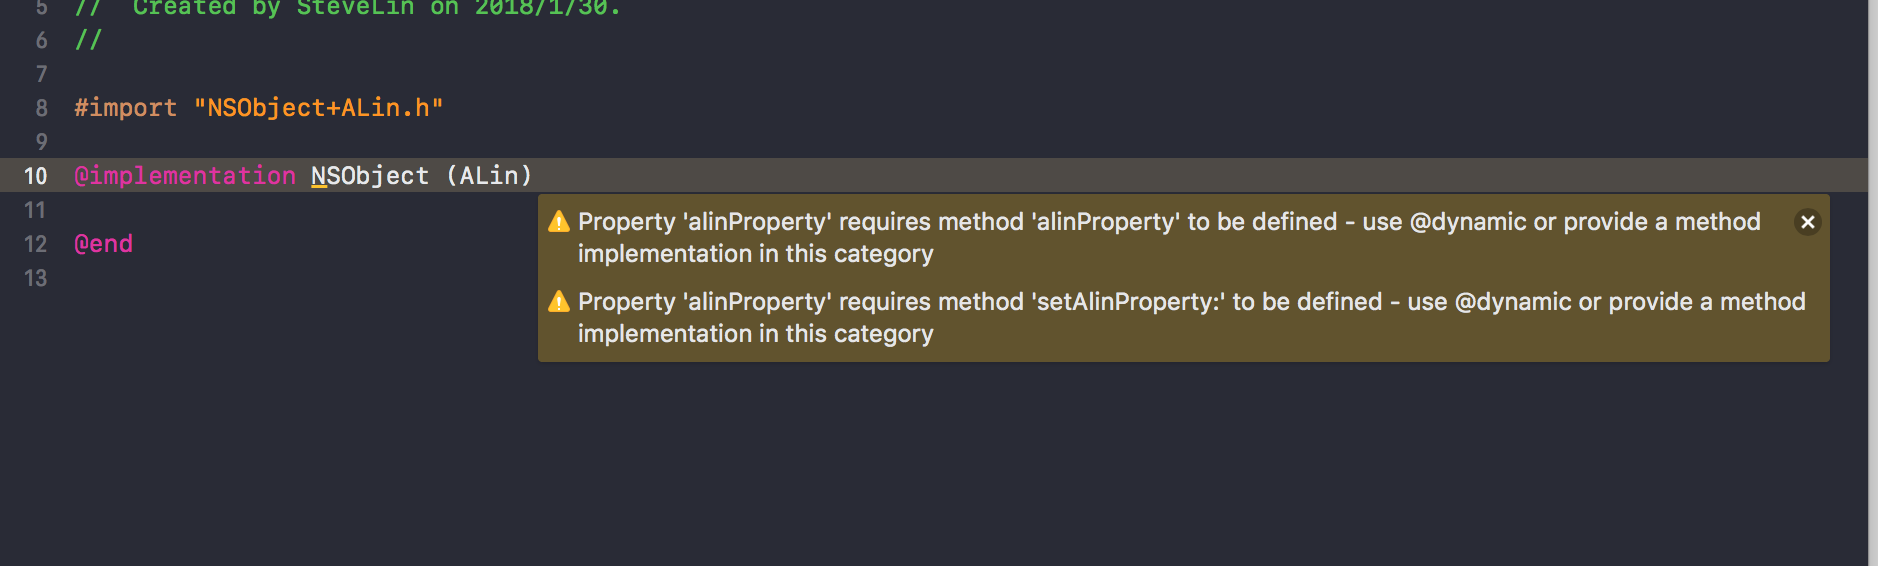 5 // Created by SteveLin on 2018/1/30.
6 //
7
8 #import "NSObject+ALin.h"
9
10 @implementation NSObject (ALin)
11
Property 'alinProperty' requires method 'alinProperty' to be defined - use @dynamic or provide a method
implementation in this category
Property 'alinProperty' requires method 'setAlinProperty:' to be defined - use @dynamic or provide a method
implementation in this category
12 @end
13